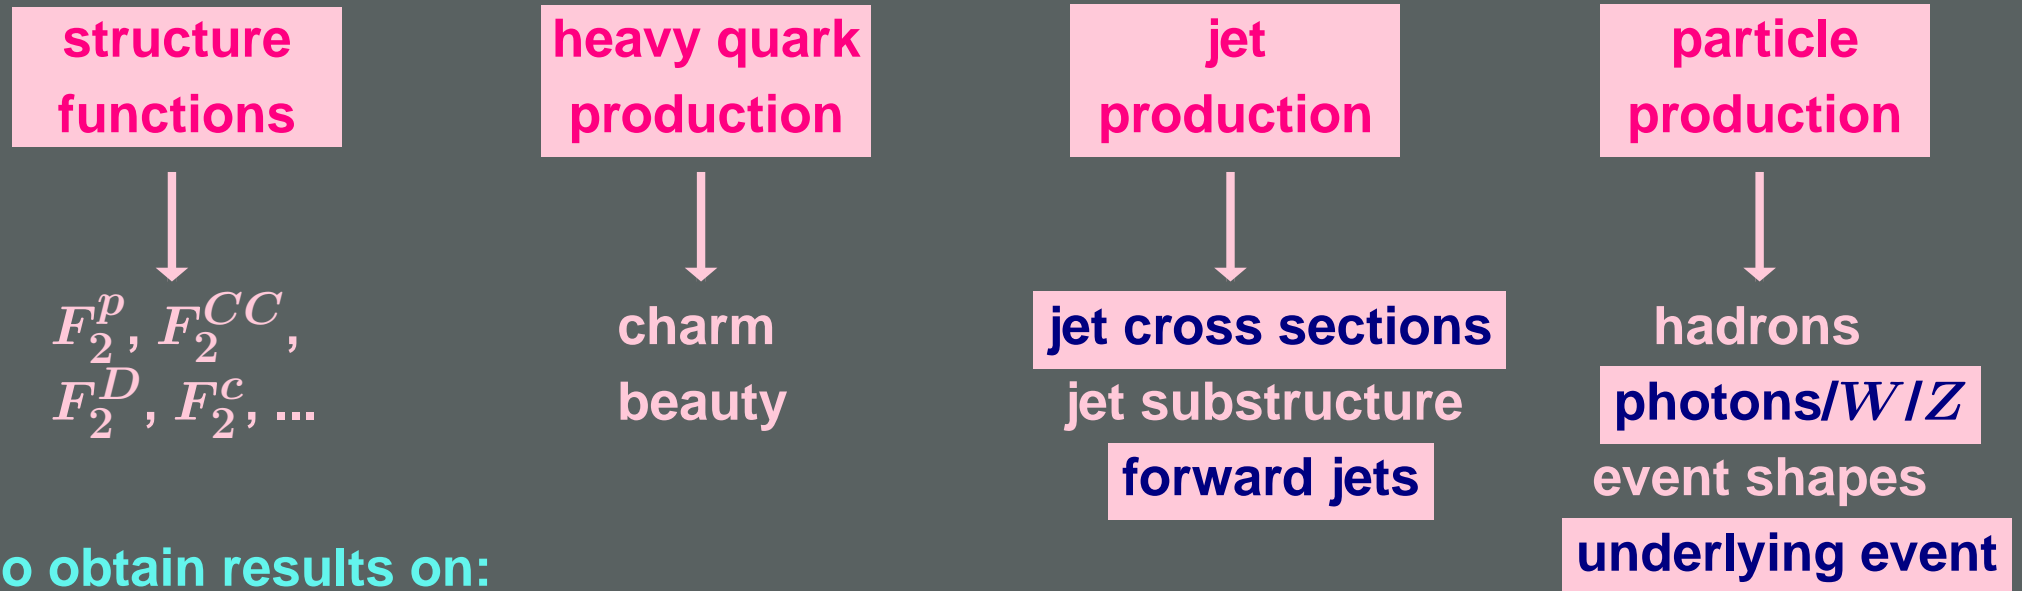 structure
functions
heavy quark
production
jet
production
particle
production
$F_2^p$, $F_2^{CC}$,
$F_2^D$, $F_2^c$, ...
charm
beauty
jet cross sections
jet substructure
forward jets
hadrons
photons/$W$/$Z$
event shapes
underlying event
o obtain results on: